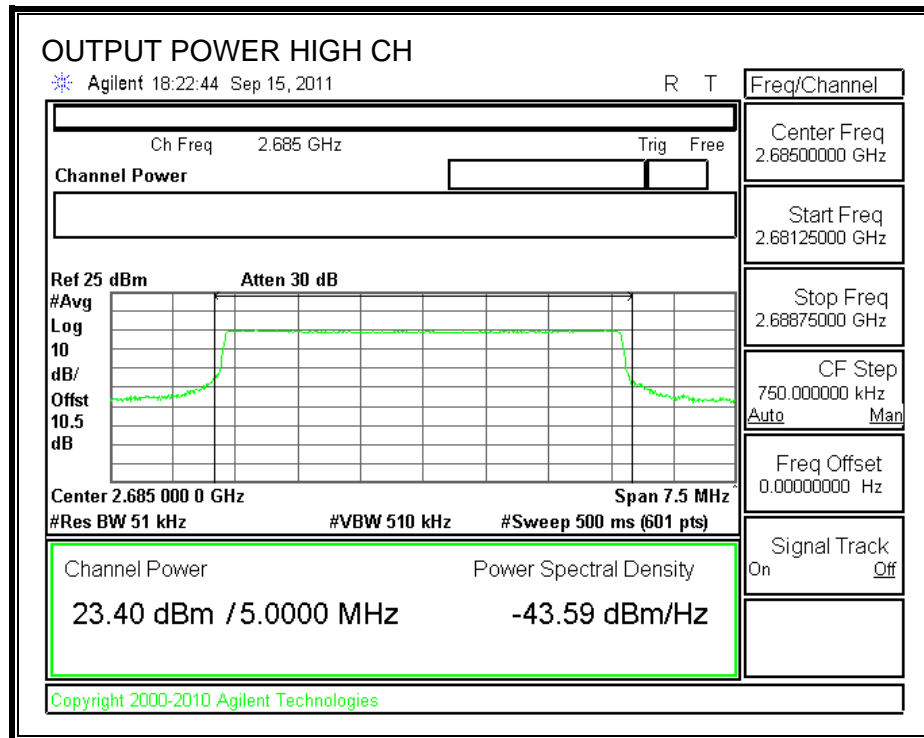 OUTPUT POWER HIGH CH
Agilent 18:22:44 Sep 15, 2011 R T
Ch Freq 2.685 GHz Trig Free
Channel Power
Ref 25 dBm Atten 30 dB
#Avg
Log
10
dB/
Offst
10.5
dB
Center 2.685 000 0 GHz Span 7.5 MHz^
#Res BW 51 kHz #VBW 510 kHz #Sweep 500 ms (601 pts)
Channel Power Power Spectral Density
23.40 dBm / 5.0000 MHz -43.59 dBm/Hz
Copyright 2000-2010 Agilent Technologies
Freq/Channel
Center Freq
2.68500000 GHz
Start Freq
2.68125000 GHz
Stop Freq
2.68875000 GHz
CF Step
750.000000 kHz
Auto Man
Freq Offset
0.00000000 Hz
Signal Track
On Off